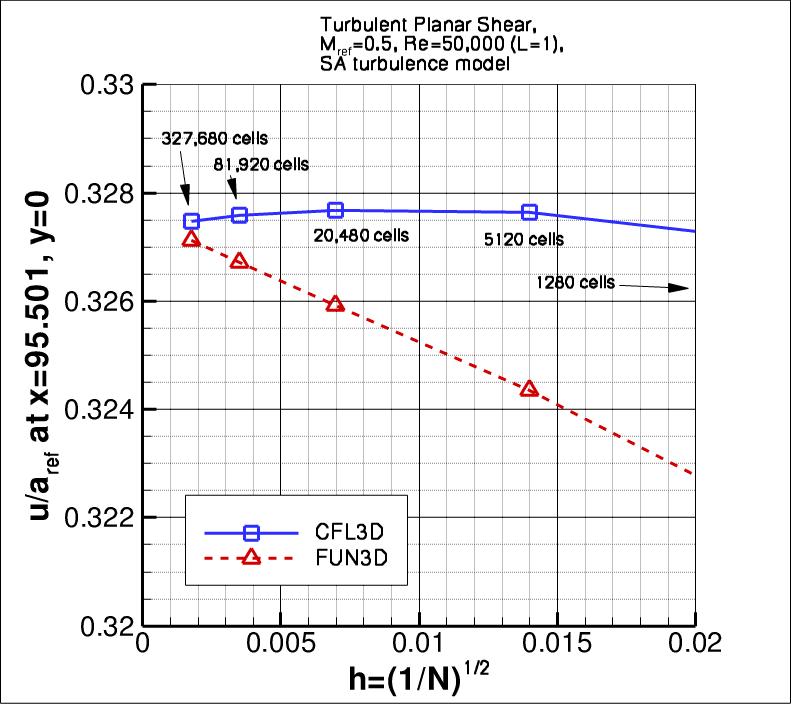 Turbulent Planar Shear,
M_ref=0.5, Re=50,000 (L=1),
SA turbulence model
0.33
327,680 cells
81,920 cells
0.328
20,480 cells
5120 cells
1280 cells
0.326
u/a_ref at x=95.501, y=0
0.324
0.322
CFL3D
FUN3D
0.32
0
0.005
0.01
0.015
0.02
h=(1/N)^1/2